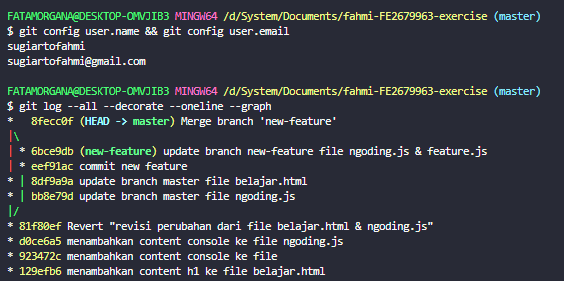 FATAMORGANA@DESKTOP-OMVJIB3 MINGW64 /d/System/Documents/fahmi-FE2679963-exercise (master)
$ git config user.name && git config user.email
sugiartofahmi
sugiartofahmi@gmail.com

FATAMORGANA@DESKTOP-OMVJIB3 MINGW64 /d/System/Documents/fahmi-FE2679963-exercise (master)
$ git log --all --decorate --oneline --graph
*   8fecc0f (HEAD -> master) Merge branch 'new-feature'
|\
| * 6bce9db (new-feature) update branch new-feature file ngoding.js & feature.js
| * eef91ac commit new feature
* | 8df9a9a update branch master file belajar.html
* | bb8e79d update branch master file ngoding.js
|/
* 81f80ef Revert "revisi perubahan dari file belajar.html & ngoding.js"
* d0ce6a5 menambahkan content console ke file ngoding.js
* 923472c menambahkan content console ke file
* 129efb6 menambahkan content h1 ke file belajar.html